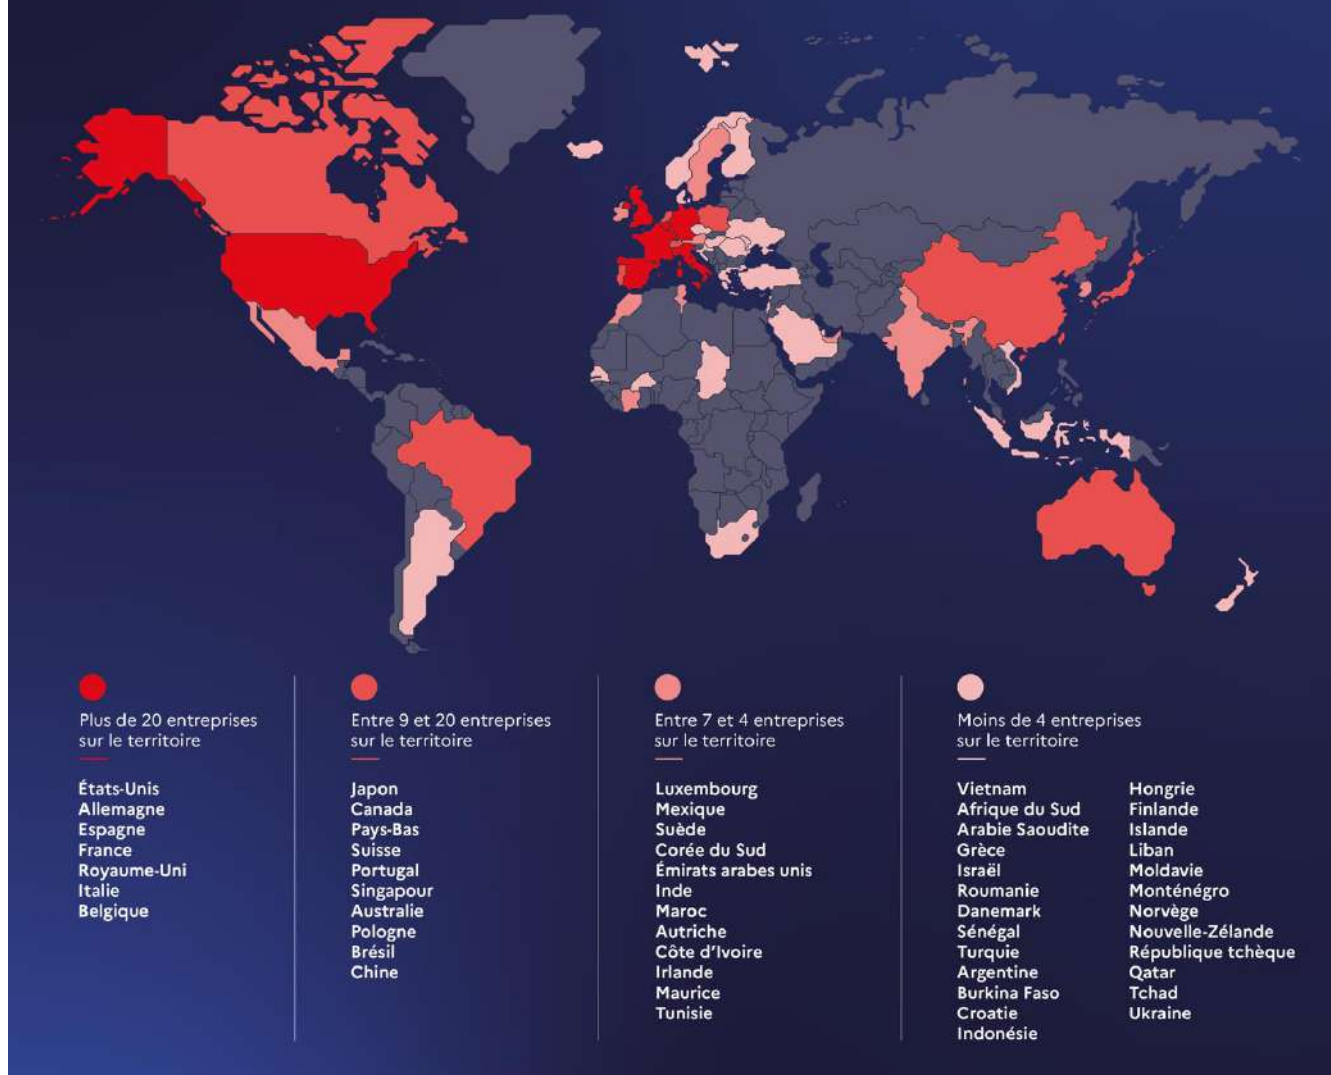 Plus de 20 entreprises
sur le territoire
États-Unis
Allemagne
Espagne
France
Royaume-Uni
Italie
Belgique
Entre 9 et 20 entreprises
sur le territoire
Japon
Canada
Pays-Bas
Suisse
Portugal
Singapour
Australie
Pologne
Brésil
Chine
Entre 7 et 4 entreprises
sur le territoire
Luxembourg
Mexique
Suède
Corée du Sud
Émirats arabes unis
Inde
Maroc
Autriche
Côte d'Ivoire
Irlande
Maurice
Tunisie
Moins de 4 entreprises
sur le territoire
Vietnam
Afrique du Sud
Arabie Saoudite
Grèce
Israël
Roumanie
Danemark
Sénégal
Turquie
Argentine
Burkina Faso
Croatie
Indonésie
Hongrie
Finlande
Islande
Liban
Moldavie
Monténégro
Norvège
Nouvelle-Zélande
République tchèque
Qatar
Tchad
Ukraine